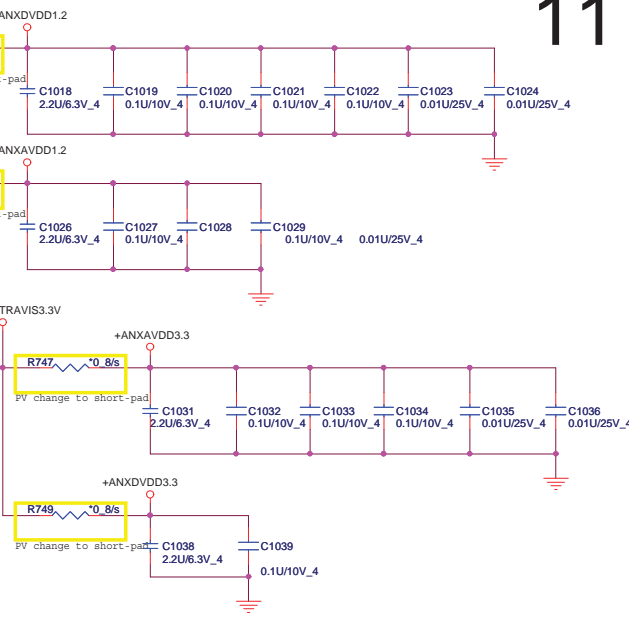 11
ANXDVDD1.2
-pad
C1018 C1019 C1020 C1021 C1022 C1023 C1024
2.2U/6.3V_4 0.1U/10V_4 0.1U/10V_4 0.1U/10V_4 0.1U/10V_4 0.01U/25V_4 0.01U/25V_4
ANXAVDD1.2
-pad
C1026 C1027 C1028 C1029
2.2U/6.3V_4 0.1U/10V_4 0.1U/10V_4 0.01U/25V_4
TRAVIS3.3V
+ANXAVDD3.3
R747 *0_8/s
PV change to short-pad
C1031 C1032 C1033 C1034 C1035 C1036
2.2U/6.3V_4 0.1U/10V_4 0.1U/10V_4 0.1U/10V_4 0.01U/25V_4 0.01U/25V_4
+ANXDVDD3.3
R749 *0_8/s
PV change to short-pad
C1038 C1039
2.2U/6.3V_4
0.1U/10V_4